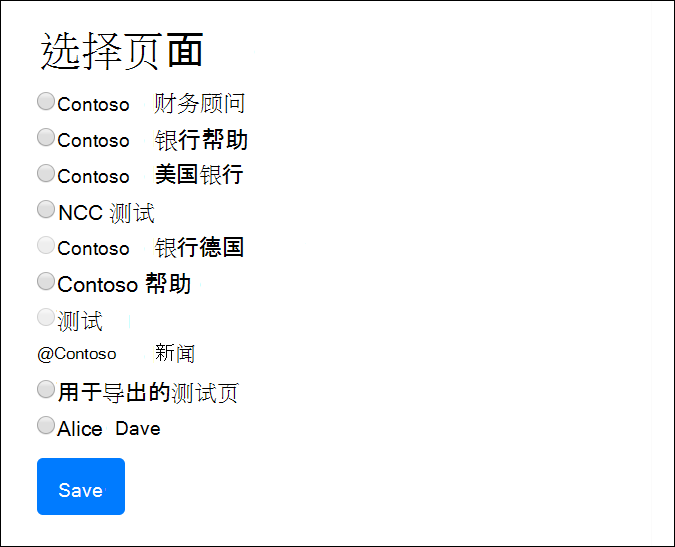 选择页面
Contoso 财务顾问
Contoso 银行帮助
Contoso 美国银行
NCC 测试
Contoso 银行德国
Contoso 帮助
测试
@Contoso 新闻
用于导出的测试页
Alice Dave
Save